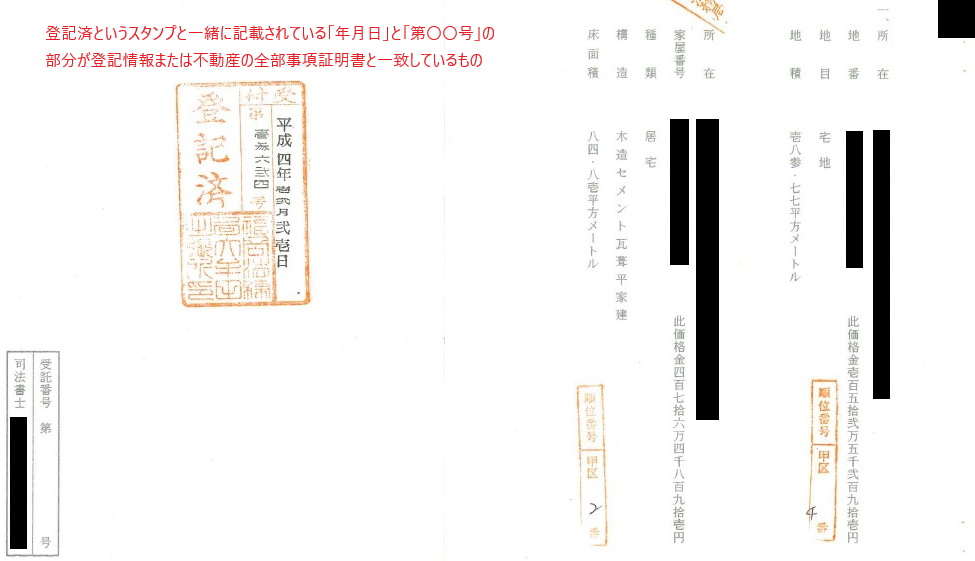 登記済というスタンプと一緒に記載されている「年月日」と「第〇〇号」の
部分が登記情報または不動産の全部事項証明書と一致しているもの
一、所在
地番
此価格金壱百五拾弐万五千弐百九拾壱円
地目 宅地
地積 壱八参・七七平方メートル
順位番号
甲区
4
番
所在
家屋番号
此価格金四百七拾六万四千八百九拾壱円
種類 居宅
構造 木造セメント瓦葺平家建
床面積 八四・八壱平方メートル
順位番号
甲区
2
番
受付
平成四年壱弐月弐壱日
第
壱参六弐四
号
登記済
受託番号 第 号
司法書士